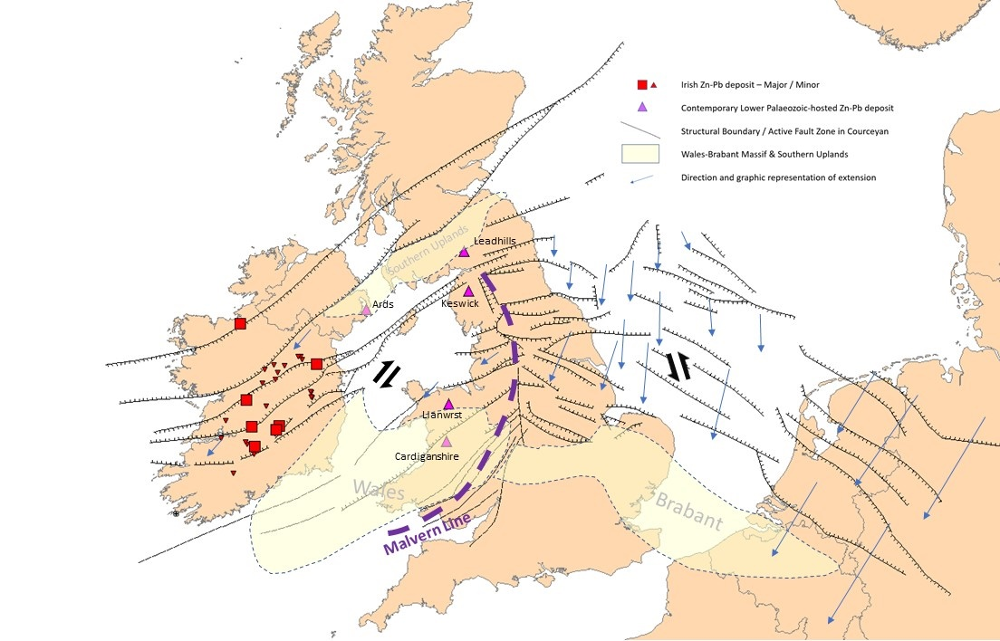 Irish Zn-Pb deposit – Major / Minor
Contemporary Lower Palaeozoic-hosted Zn-Pb deposit
Structural Boundary / Active Fault Zone in Courceyan
Wales-Brabant Massif & Southern Uplands
Direction and graphic representation of extension
Leadhills
Southern Uplands
Keswick
Ards
Llanwrst
Cardiganshire
Wales
Brabant
Malvern Line